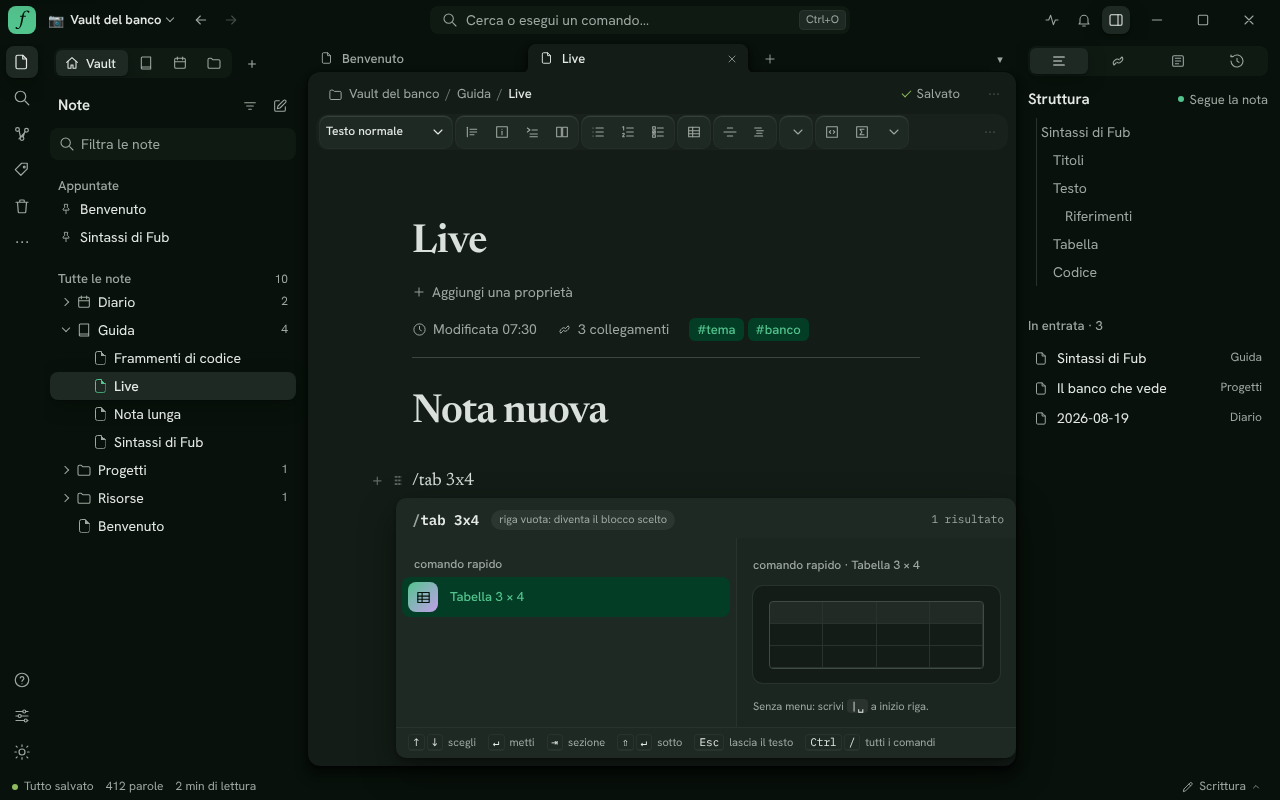 Vault del banco
Cerca o esegui un comando…
Ctrl+O
Vault
Note
Filtra le note
Appuntate
Benvenuto
Sintassi di Fub
Tutte le note 10
Diario 2
Guida 4
Frammenti di codice
Live
Nota lunga
Sintassi di Fub
Progetti 1
Risorse 1
Benvenuto
Tutto salvato 412 parole 2 min di lettura
Benvenuto
Live
Vault del banco / Guida / Live
Salvato
Testo normale
Live
Aggiungi una proprietà
Modificata 07:30 3 collegamenti #tema #banco
Nota nuova
/tab 3x4
/tab 3x4 riga vuota: diventa il blocco scelto 1 risultato
comando rapido
Tabella 3 × 4
comando rapido · Tabella 3 × 4
Senza menu: scrivi |␣ a inizio riga.
↑ ↓ scegli ↵ metti ⇥ sezione ⇧ ↵ sotto Esc lascia il testo Ctrl / tutti i comandi
Struttura Segue la nota
Sintassi di Fub
Titoli
Testo
Riferimenti
Tabella
Codice
In entrata · 3
Sintassi di Fub Guida
Il banco che vede Progetti
2026-08-19 Diario
Scrittura